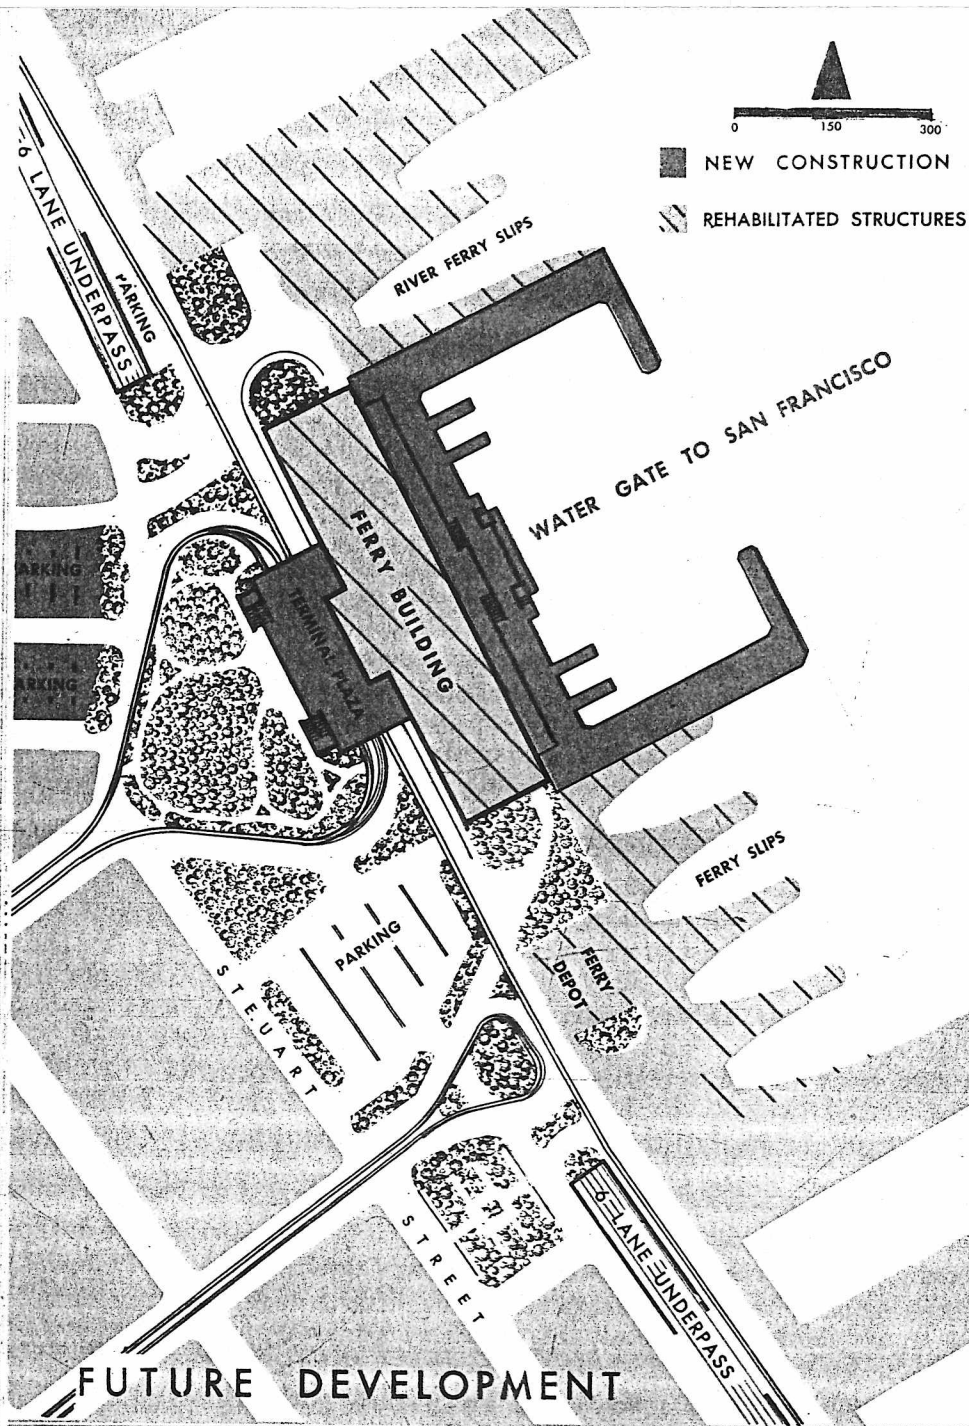 0 150 300
NEW CONSTRUCTION
REHABILITATED STRUCTURES
6 LANE UNDERPASS
PARKING
RIVER FERRY SLIPS
WATER GATE TO SAN FRANCISCO
FERRY BUILDING
TERMINAL PLAZA
ARKING
ARKING
FERRY SLIPS
PARKING
FERRY
DEPOT
STEUART
STREET
6 LANE UNDERPASS
FUTURE DEVELOPMENT